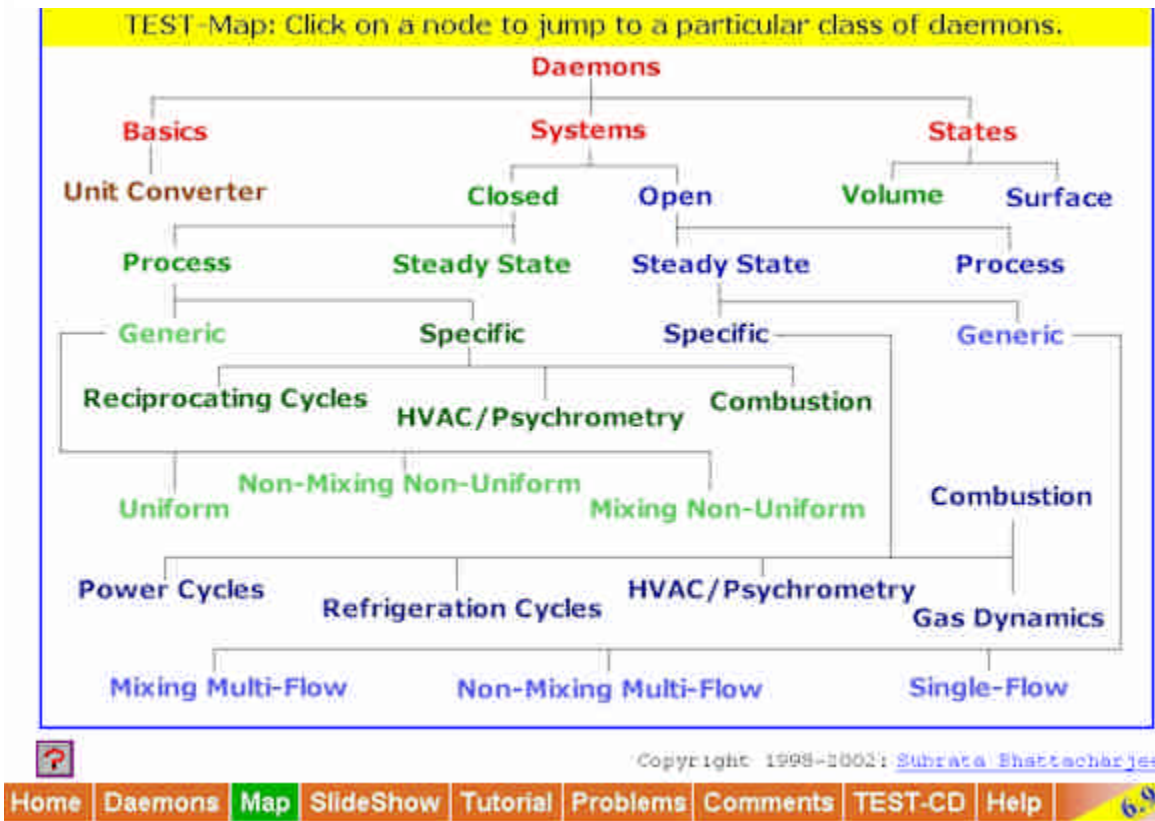 TEST-Map: Click on a node to jump to a particular class of daemons.
Daemons
Basics Systems States
Unit Converter Closed Open Volume Surface
Process Steady State Steady State Process
Generic Specific Specific Generic
Reciprocating Cycles HVAC/Psychrometry Combustion
Uniform Non-Mixing Non-Uniform Mixing Non-Uniform Combustion
Power Cycles Refrigeration Cycles HVAC/Psychrometry Gas Dynamics
Mixing Multi-Flow Non-Mixing Multi-Flow Single-Flow
?
Copyright 1998-2002: Subrata Bhattacharjee
Home Daemons Map SlideShow Tutorial Problems Comments TEST-CD Help 6.9